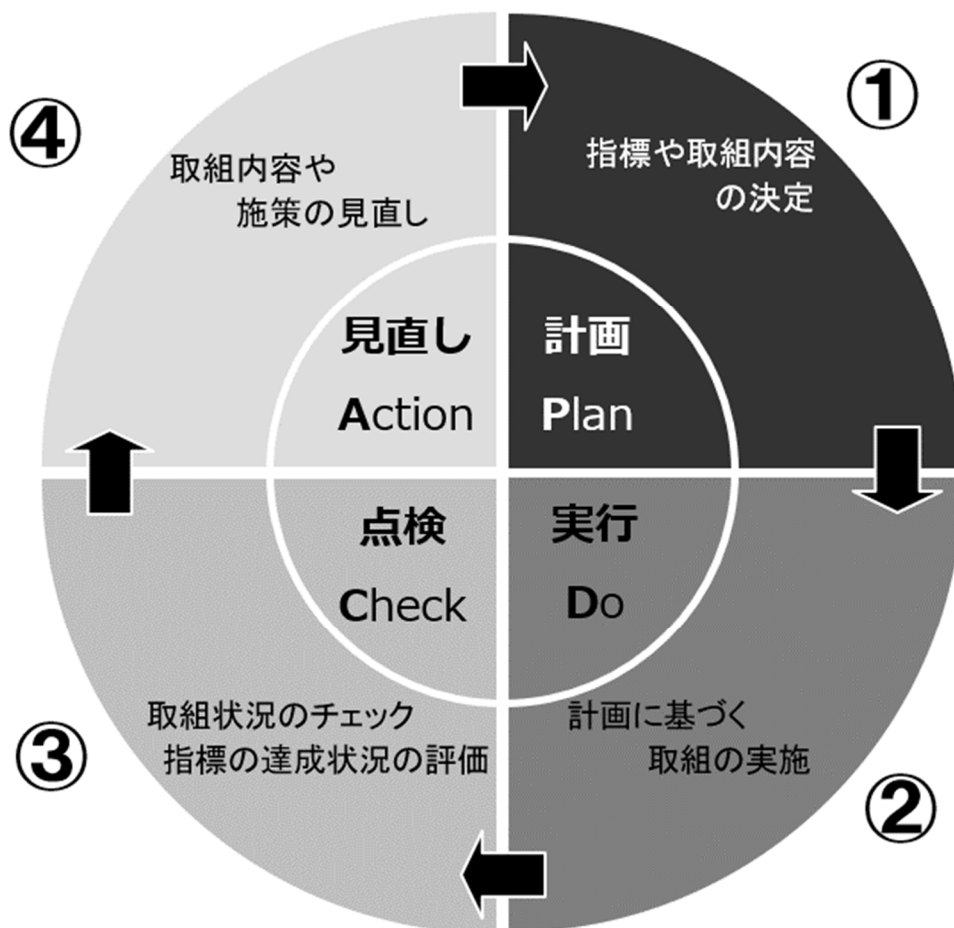 ①
指標や取組内容
の決定
計画
Plan
②
実行
Do
計画に基づく
取組の実施
③
点検
Check
取組状況のチェック
指標の達成状況の評価
④
取組内容や
施策の見直し
見直し
Action